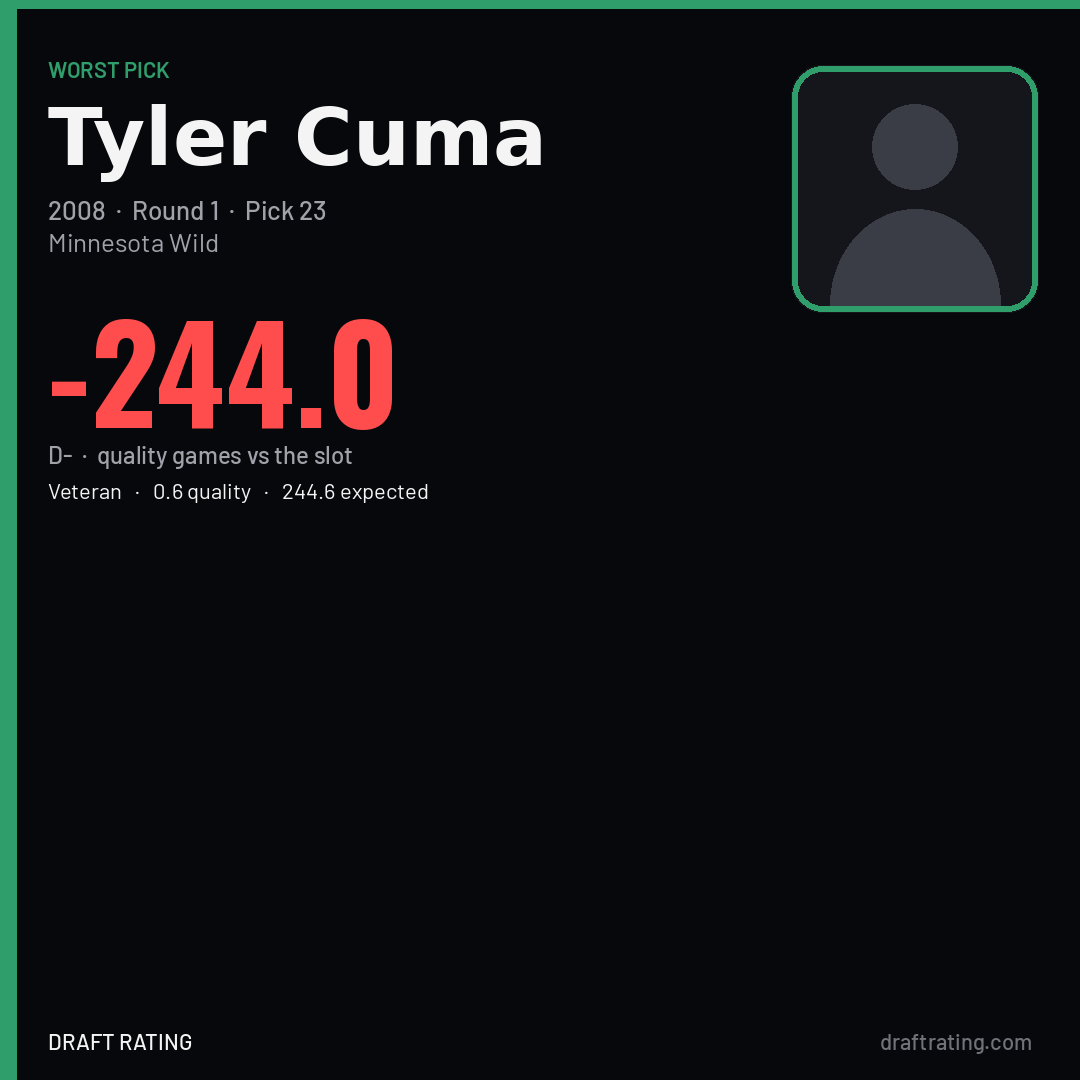 WORST PICK
Tyler Cuma
2008 · Round 1 · Pick 23
Minnesota Wild
-244.0
D- · quality games vs the slot
Veteran · 0.6 quality · 244.6 expected
DRAFT RATING
draftrating.com